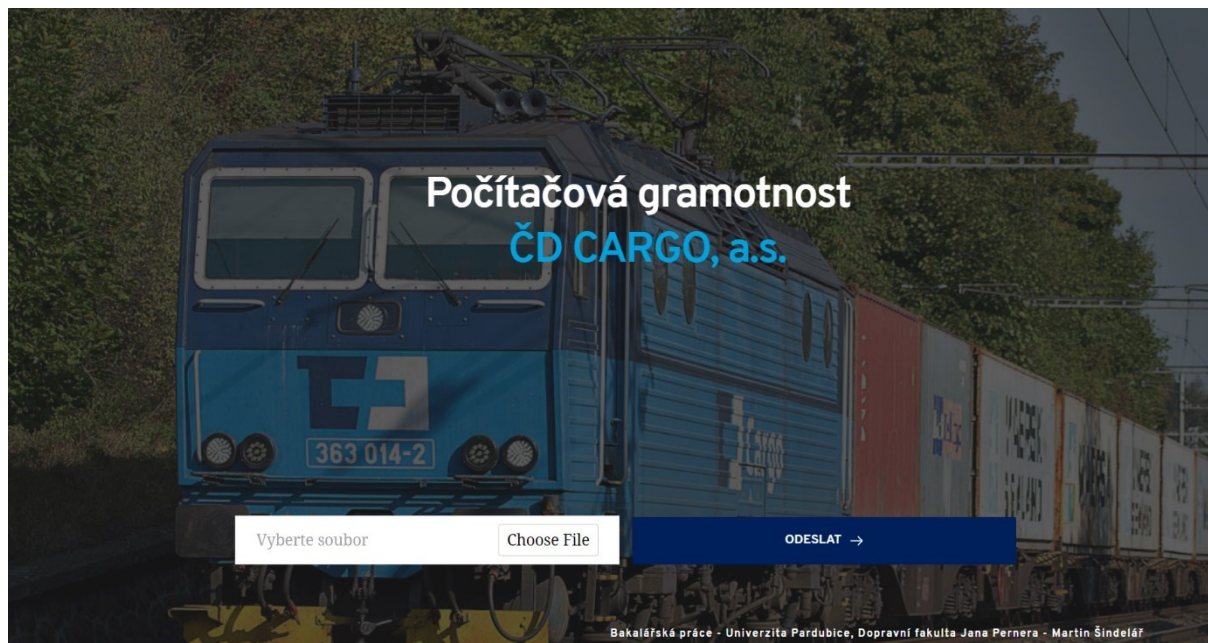 Počítačová gramotnost
ČD CARGO, a.s.
363 014-2
Cargo
Vyberte soubor
Choose File
ODESLAT →
Bakalářská práce - Univerzita Pardubice, Dopravní fakulta Jana Pernera - Martin Šindelář